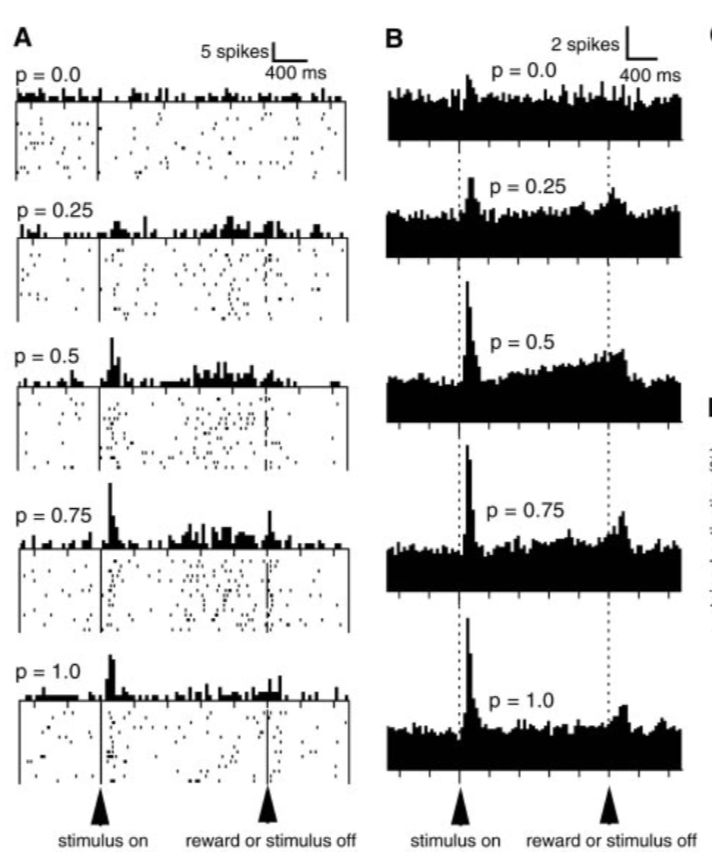 A
5 spikes
400 ms
p = 0.0
p = 0.25
p = 0.5
p = 0.75
p = 1.0
stimulus on
reward or stimulus off
B
2 spikes
400 ms
p = 0.0
p = 0.25
p = 0.5
p = 0.75
p = 1.0
stimulus on
reward or stimulus off